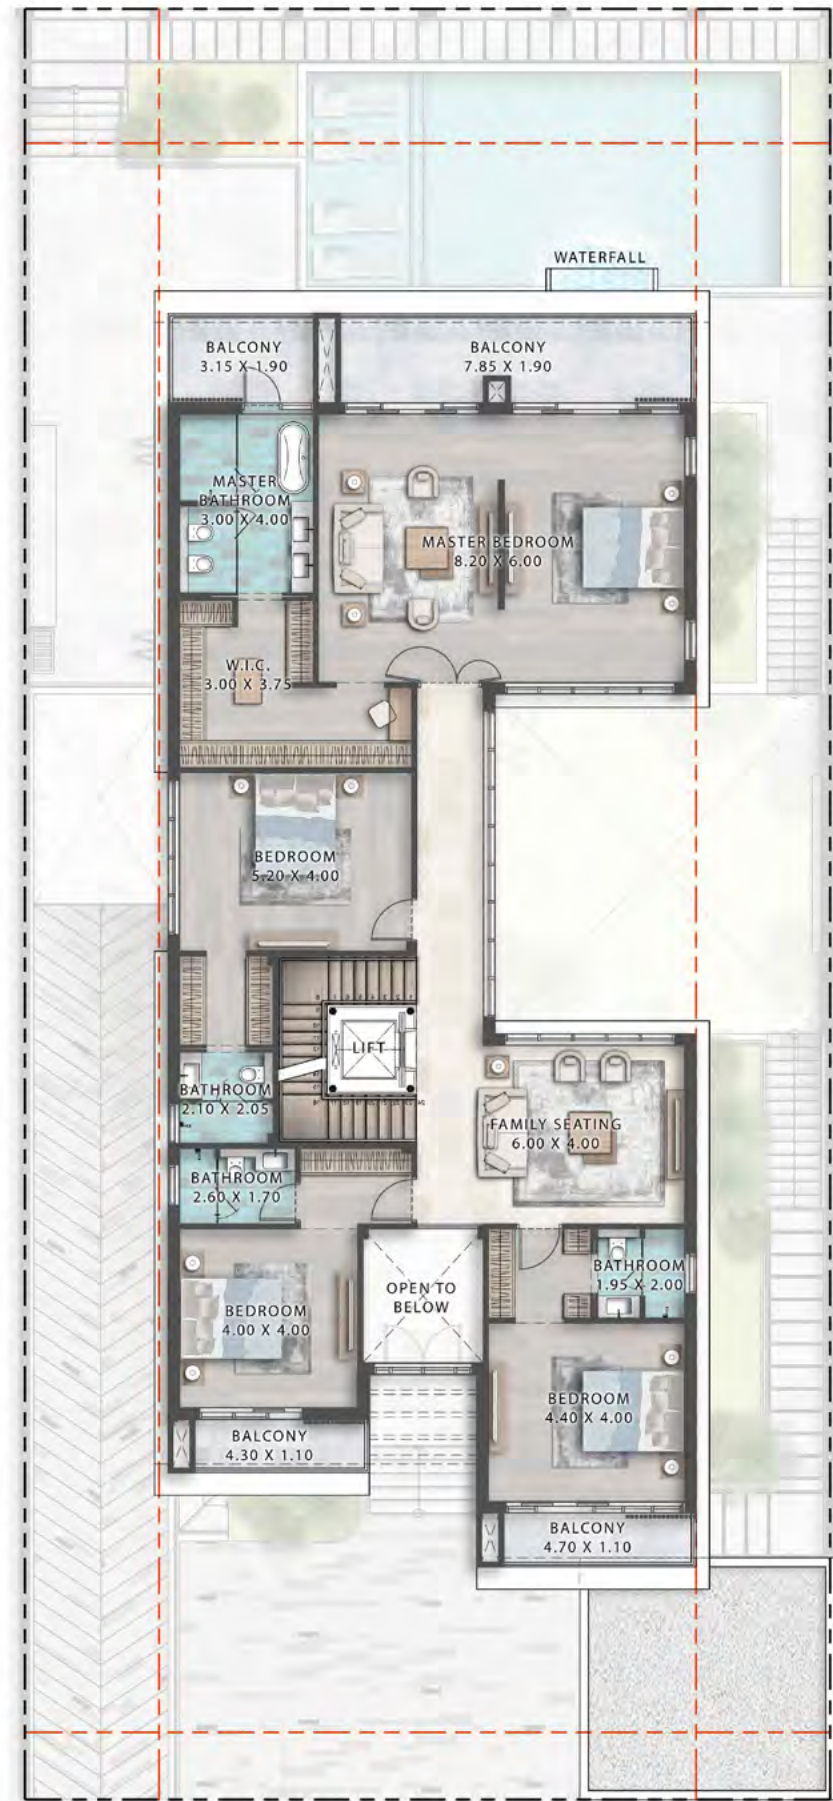 WATERFALL
BALCONY
3.15 X 1.90
BALCONY
7.85 X 1.90
MASTER
BATHROOM
3.00 X 4.00
MASTER BEDROOM
8.20 X 6.00
W.I.C.
3.00 X 3.75
BEDROOM
5.20 X 4.00
LIFT
BATHROOM
2.10 X 2.05
FAMILY SEATING
6.00 X 4.00
BATHROOM
2.60 X 1.70
BATHROOM
1.95 X 2.00
OPEN TO
BELOW
BEDROOM
4.00 X 4.00
BEDROOM
4.40 X 4.00
BALCONY
4.30 X 1.10
BALCONY
4.70 X 1.10